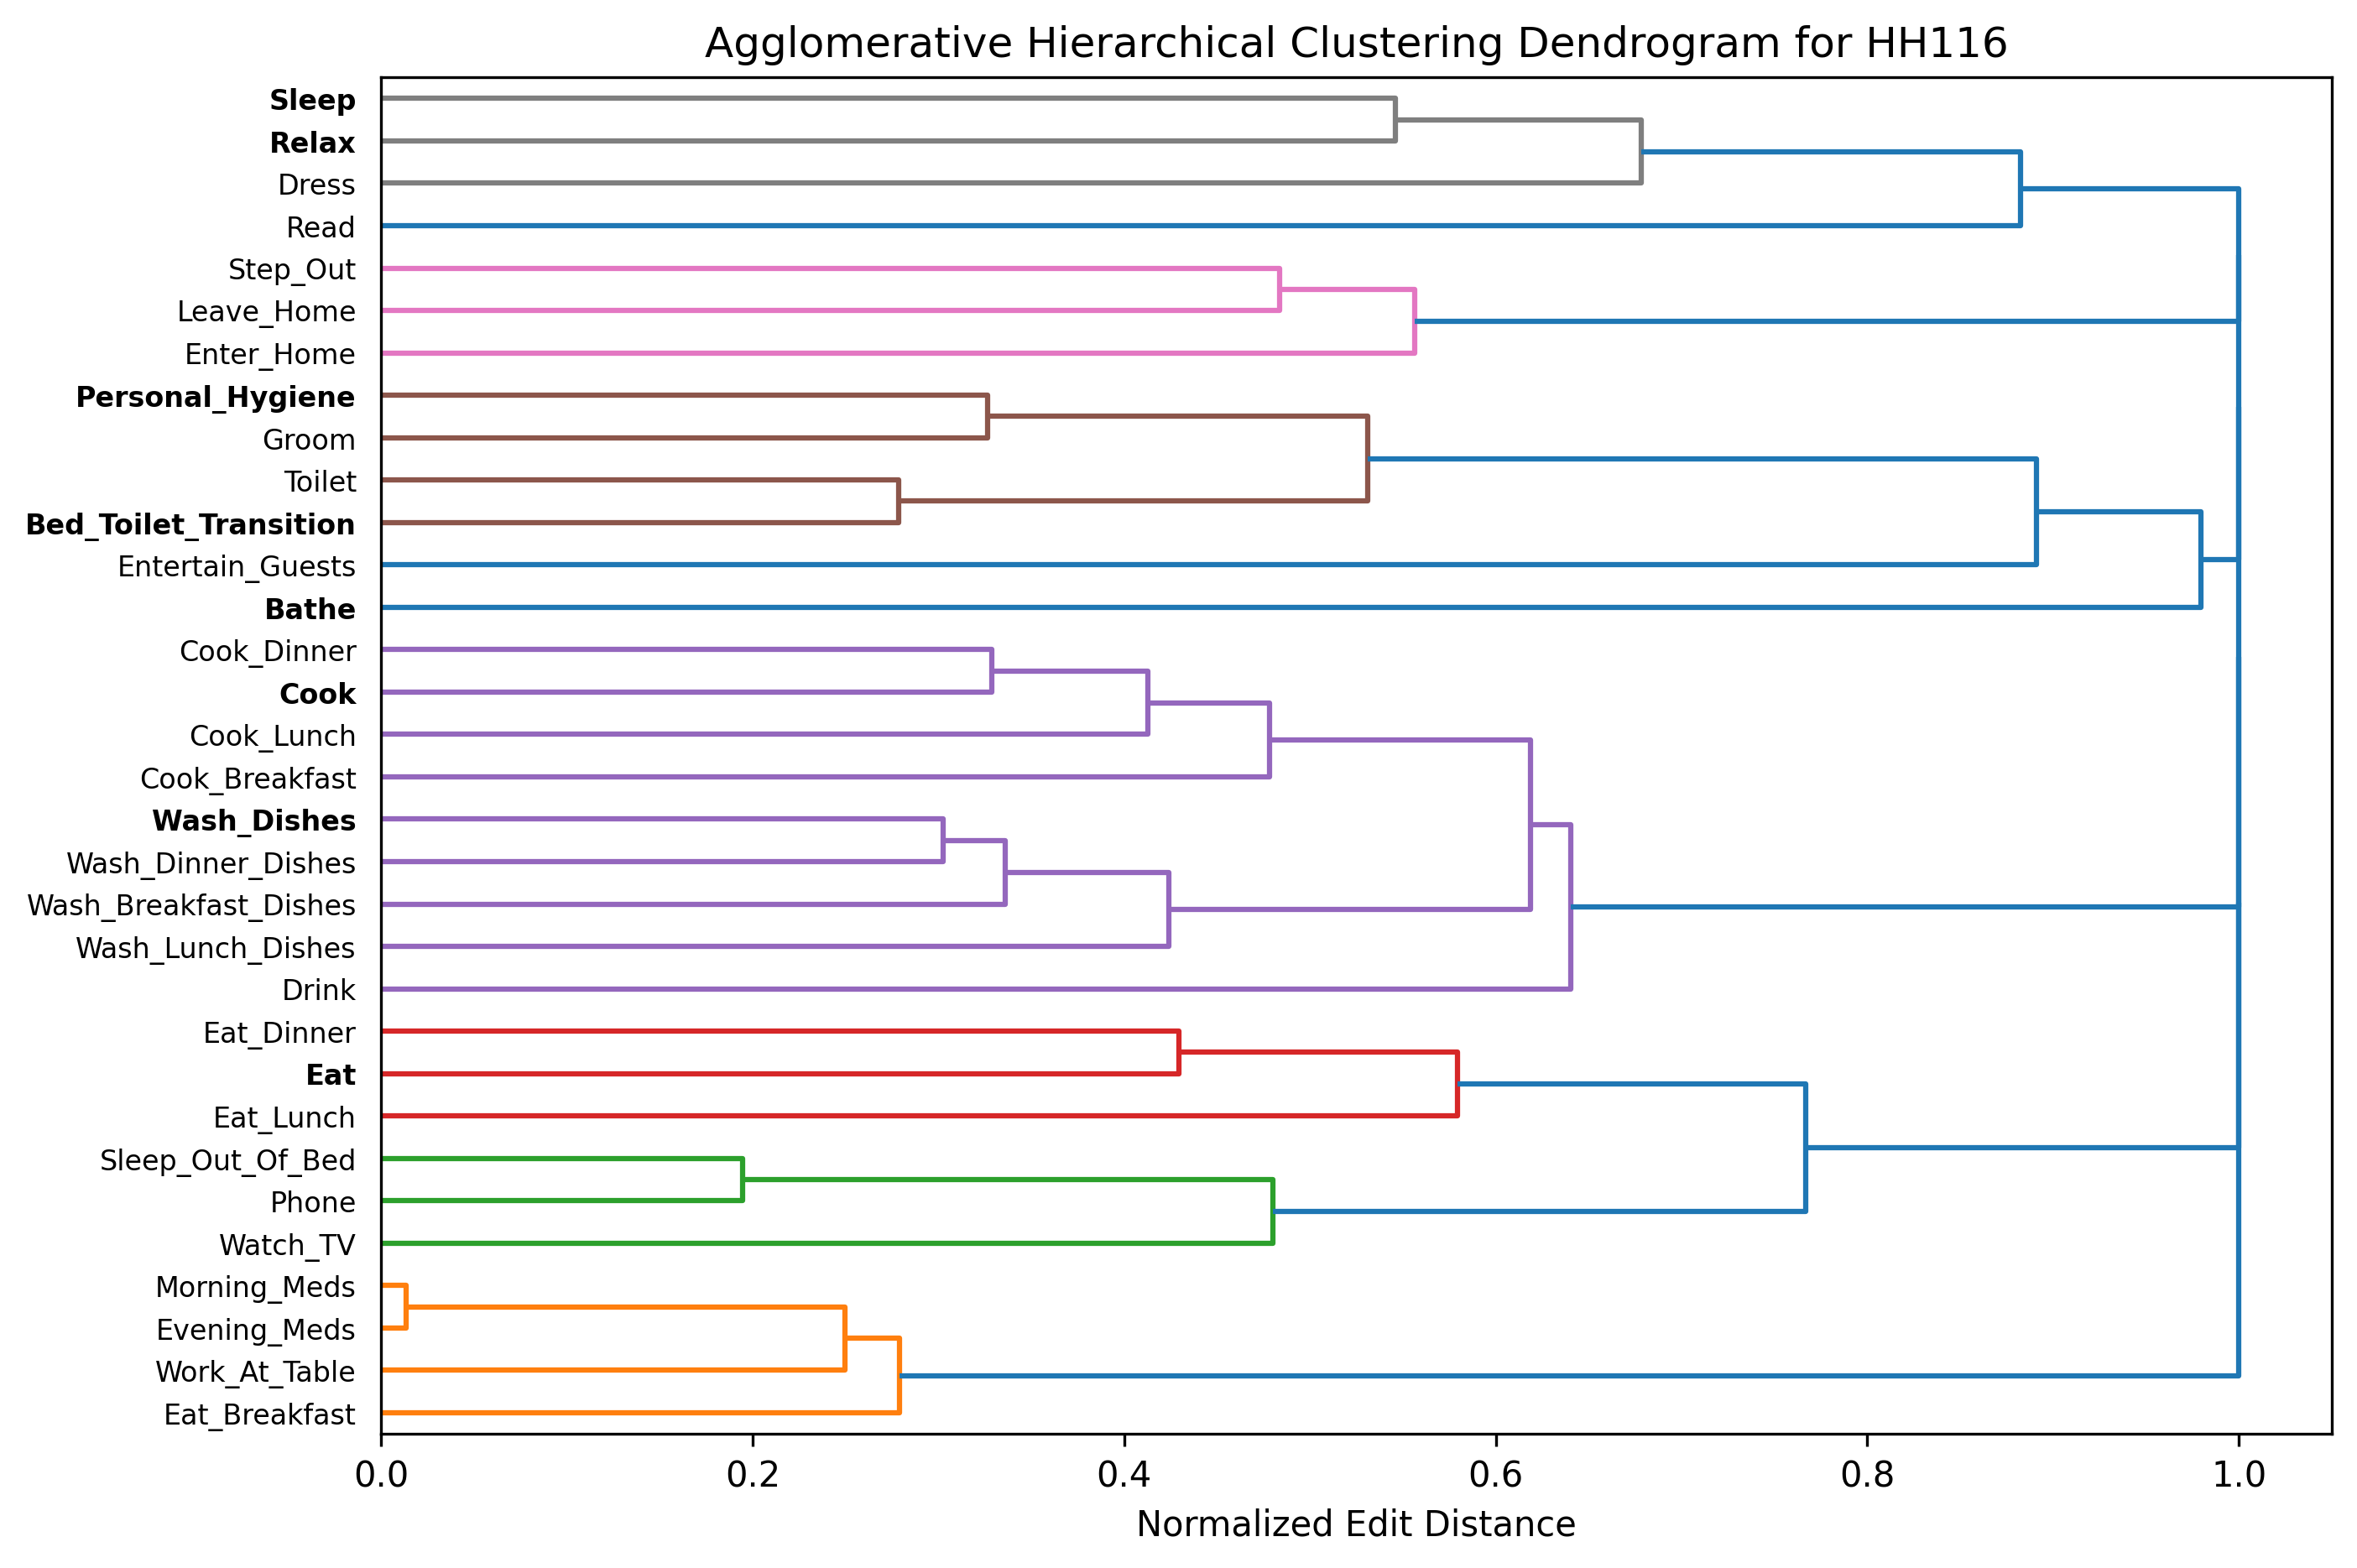 Agglomerative Hierarchical Clustering Dendrogram for HH116
Sleep
Relax
Dress
Read
Step_Out
Leave_Home
Enter_Home
Personal_Hygiene
Groom
Toilet
Bed_Toilet_Transition
Entertain_Guests
Bathe
Cook_Dinner
Cook
Cook_Lunch
Cook_Breakfast
Wash_Dishes
Wash_Dinner_Dishes
Wash_Breakfast_Dishes
Wash_Lunch_Dishes
Drink
Eat_Dinner
Eat
Eat_Lunch
Sleep_Out_Of_Bed
Phone
Watch_TV
Morning_Meds
Evening_Meds
Work_At_Table
Eat_Breakfast
0.0 0.2 0.4 0.6 0.8 1.0
Normalized Edit Distance